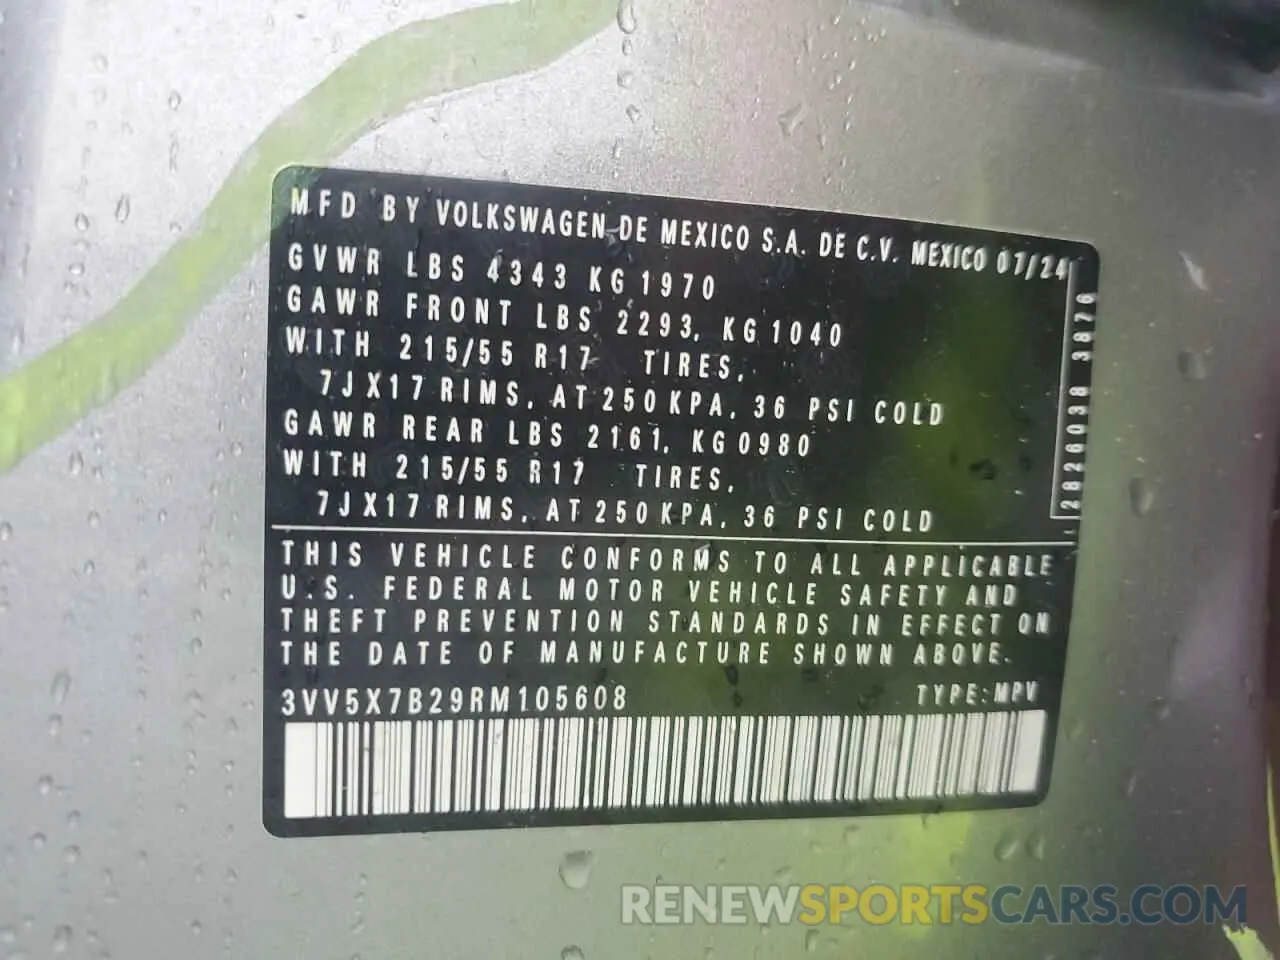 MFD BY VOLKSWAGEN DE MEXICO S.A. DE C.V. MEXICO 07/24
GVWR LBS 4343 KG 1970
GAWR FRONT LBS 2293, KG 1040
WITH 215/55 R17 TIRES,
7JX17 RIMS, AT 250 KPA, 36 PSI COLD
GAWR REAR LBS 2161, KG 0980
WITH 215/55 R17 TIRES,
7JX17 RIMS, AT 250 KPA, 36 PSI COLD
2826038 3876
THIS VEHICLE CONFORMS TO ALL APPLICABLE
U.S. FEDERAL MOTOR VEHICLE SAFETY AND
THEFT PREVENTION STANDARDS IN EFFECT ON
THE DATE OF MANUFACTURE SHOWN ABOVE.
3VV5X7B29RM105608 TYPE: MPV
RENEWSPORTSCARS.COM